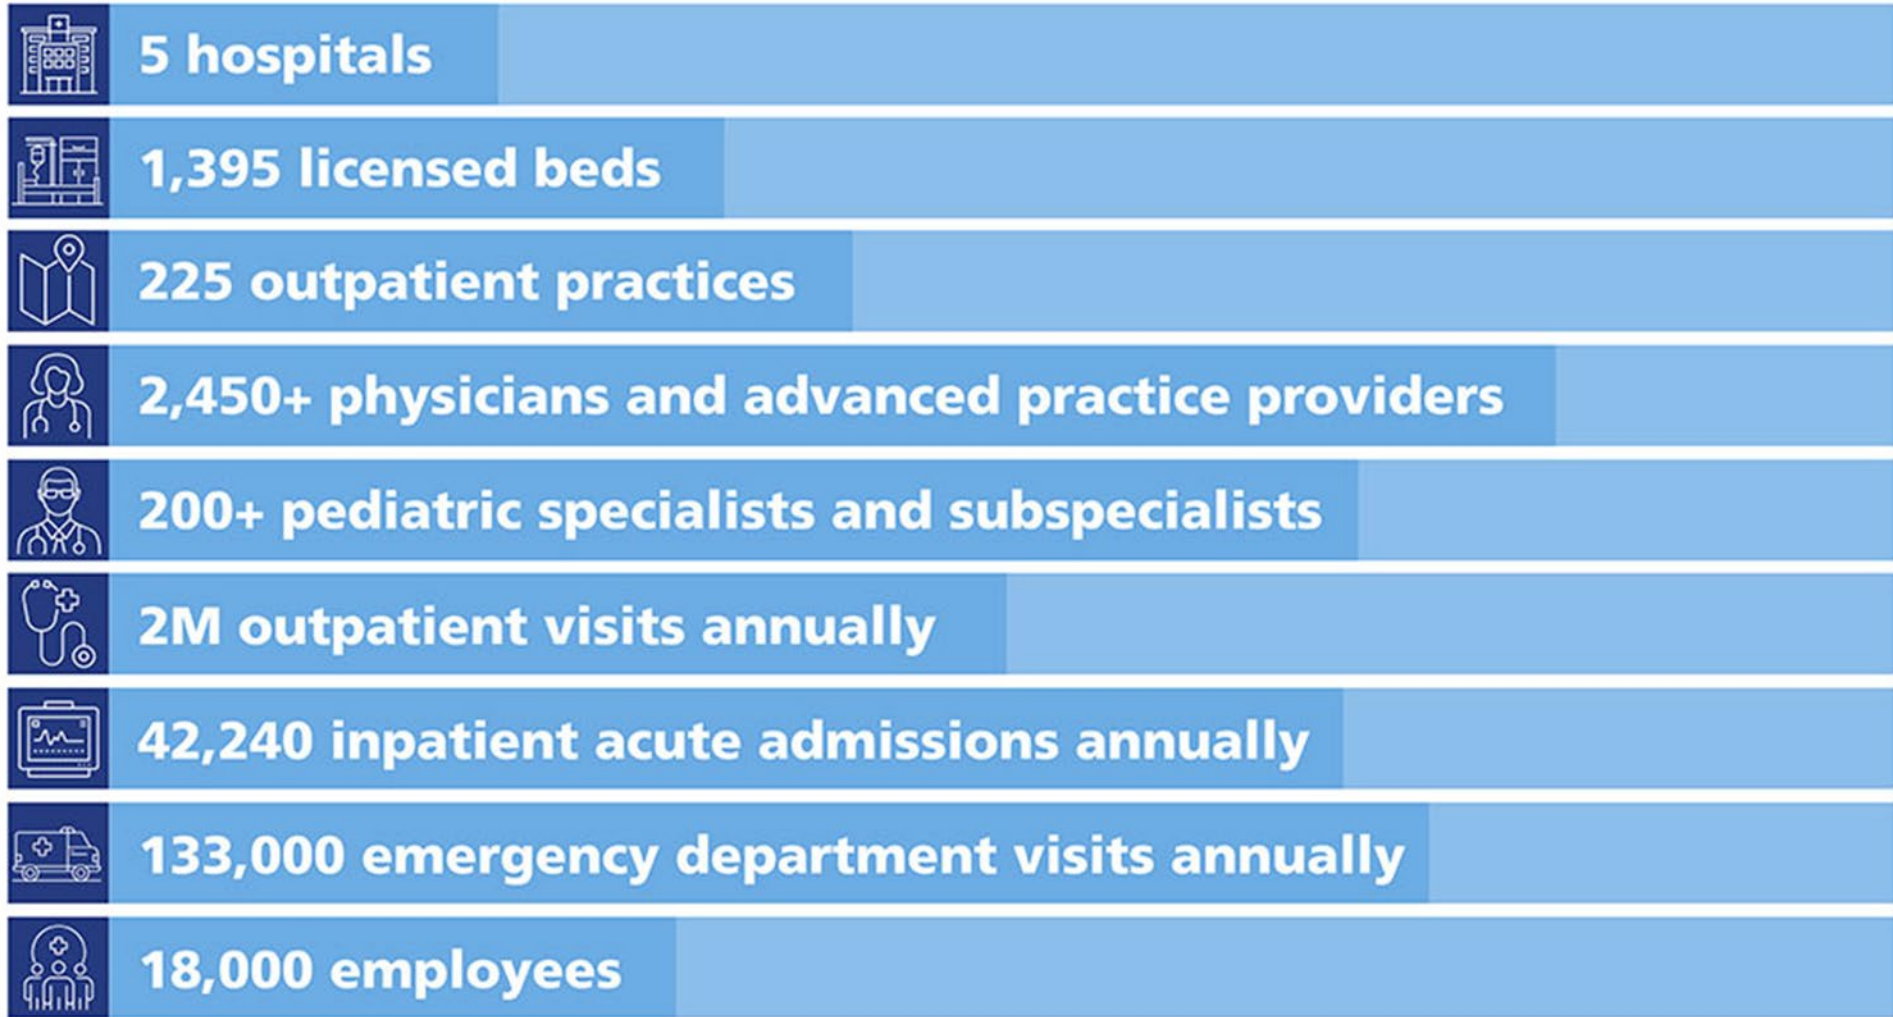 5 hospitals
1,395 licensed beds
225 outpatient practices
2,450+ physicians and advanced practice providers
200+ pediatric specialists and subspecialists
2M outpatient visits annually
42,240 inpatient acute admissions annually
133,000 emergency department visits annually
18,000 employees